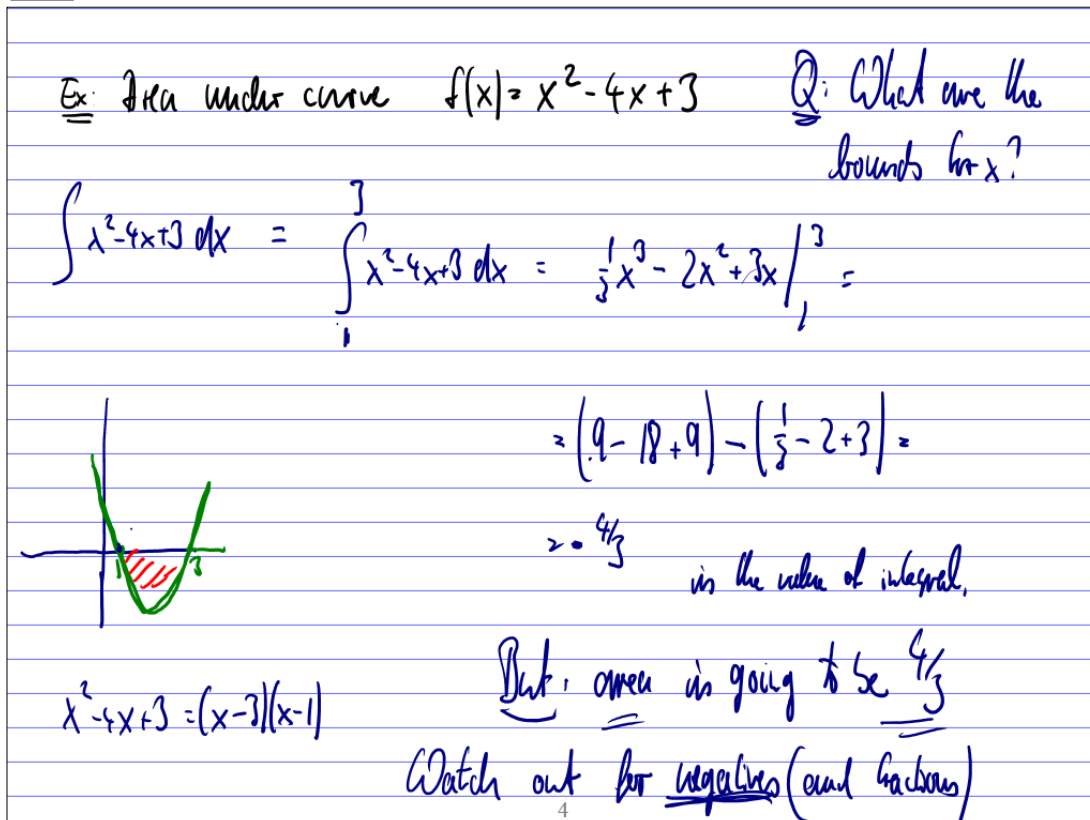 Ex: Area under curve f(x) = x² - 4x + 3 Q: What are the
bounds for x?
∫ x²-4x+3 dx = ∫₁³ x²-4x+3 dx = 1/3 x³ - 2x² + 3x |₁³ =
= (9 - 18 + 9) - (1/3 - 2 + 3) =
= - 4/3
is the value of integral.
1 3
But: area is going to be 4/3
x²-4x+3 = (x-3)(x-1)
Watch out for negatives (and fractions)
4